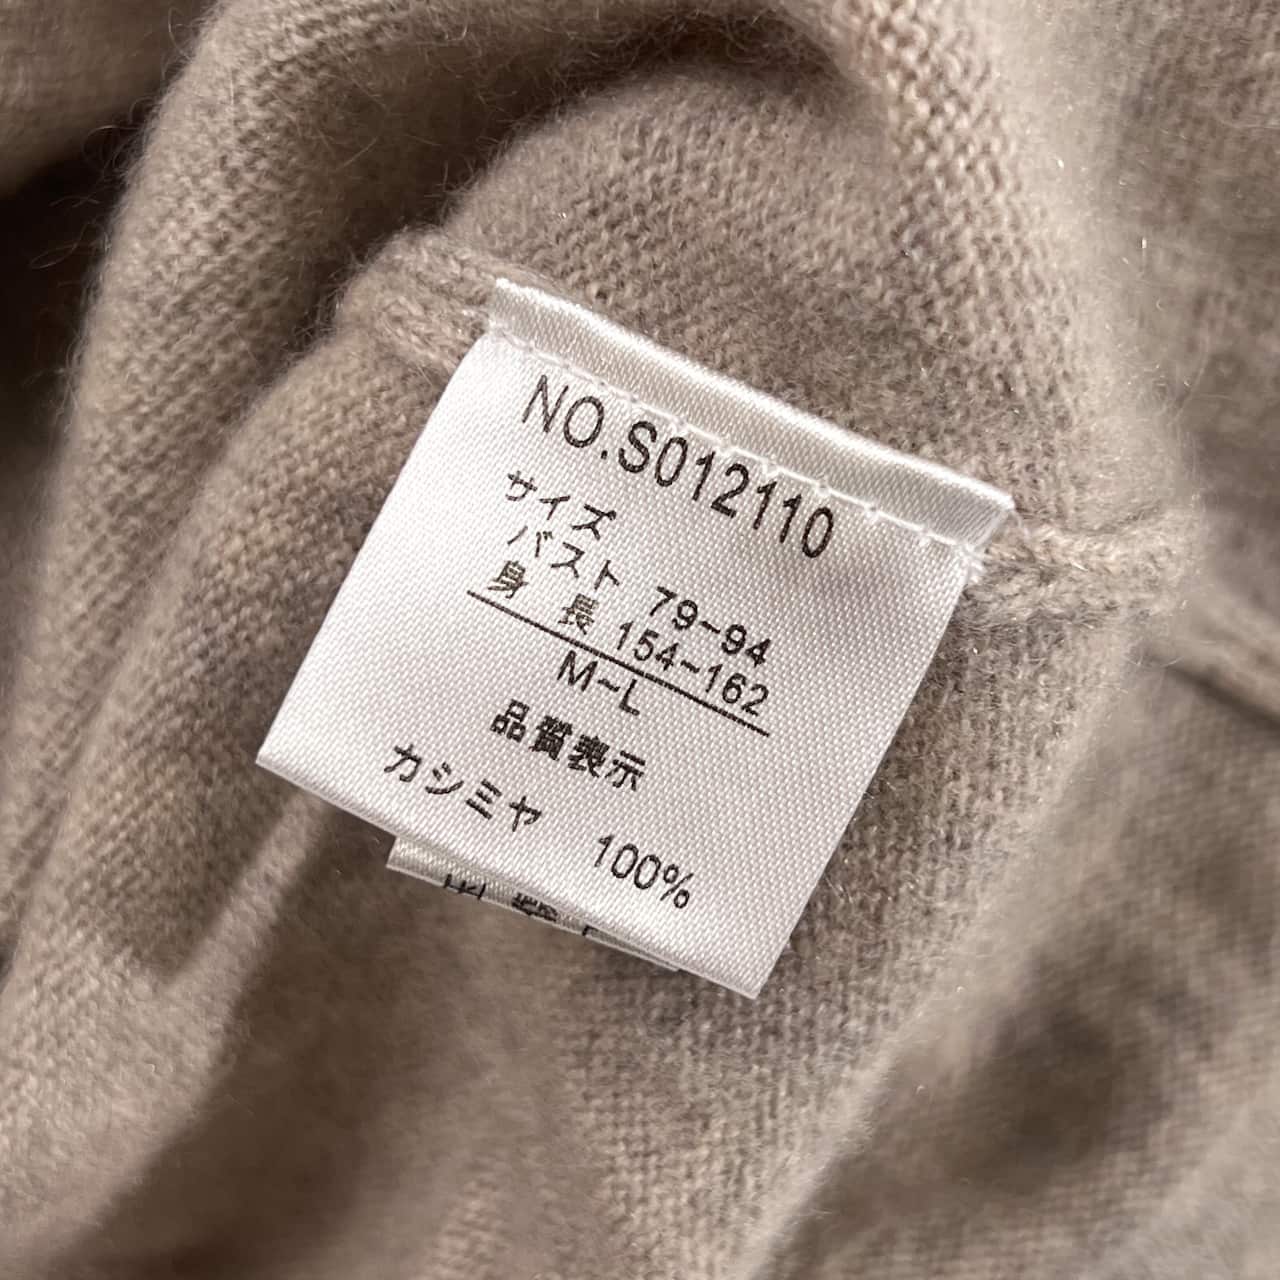 NO.S012110
サイズ
バスト 79~94
身 長 154~162
M~L
品質表示
カシミヤ 100%